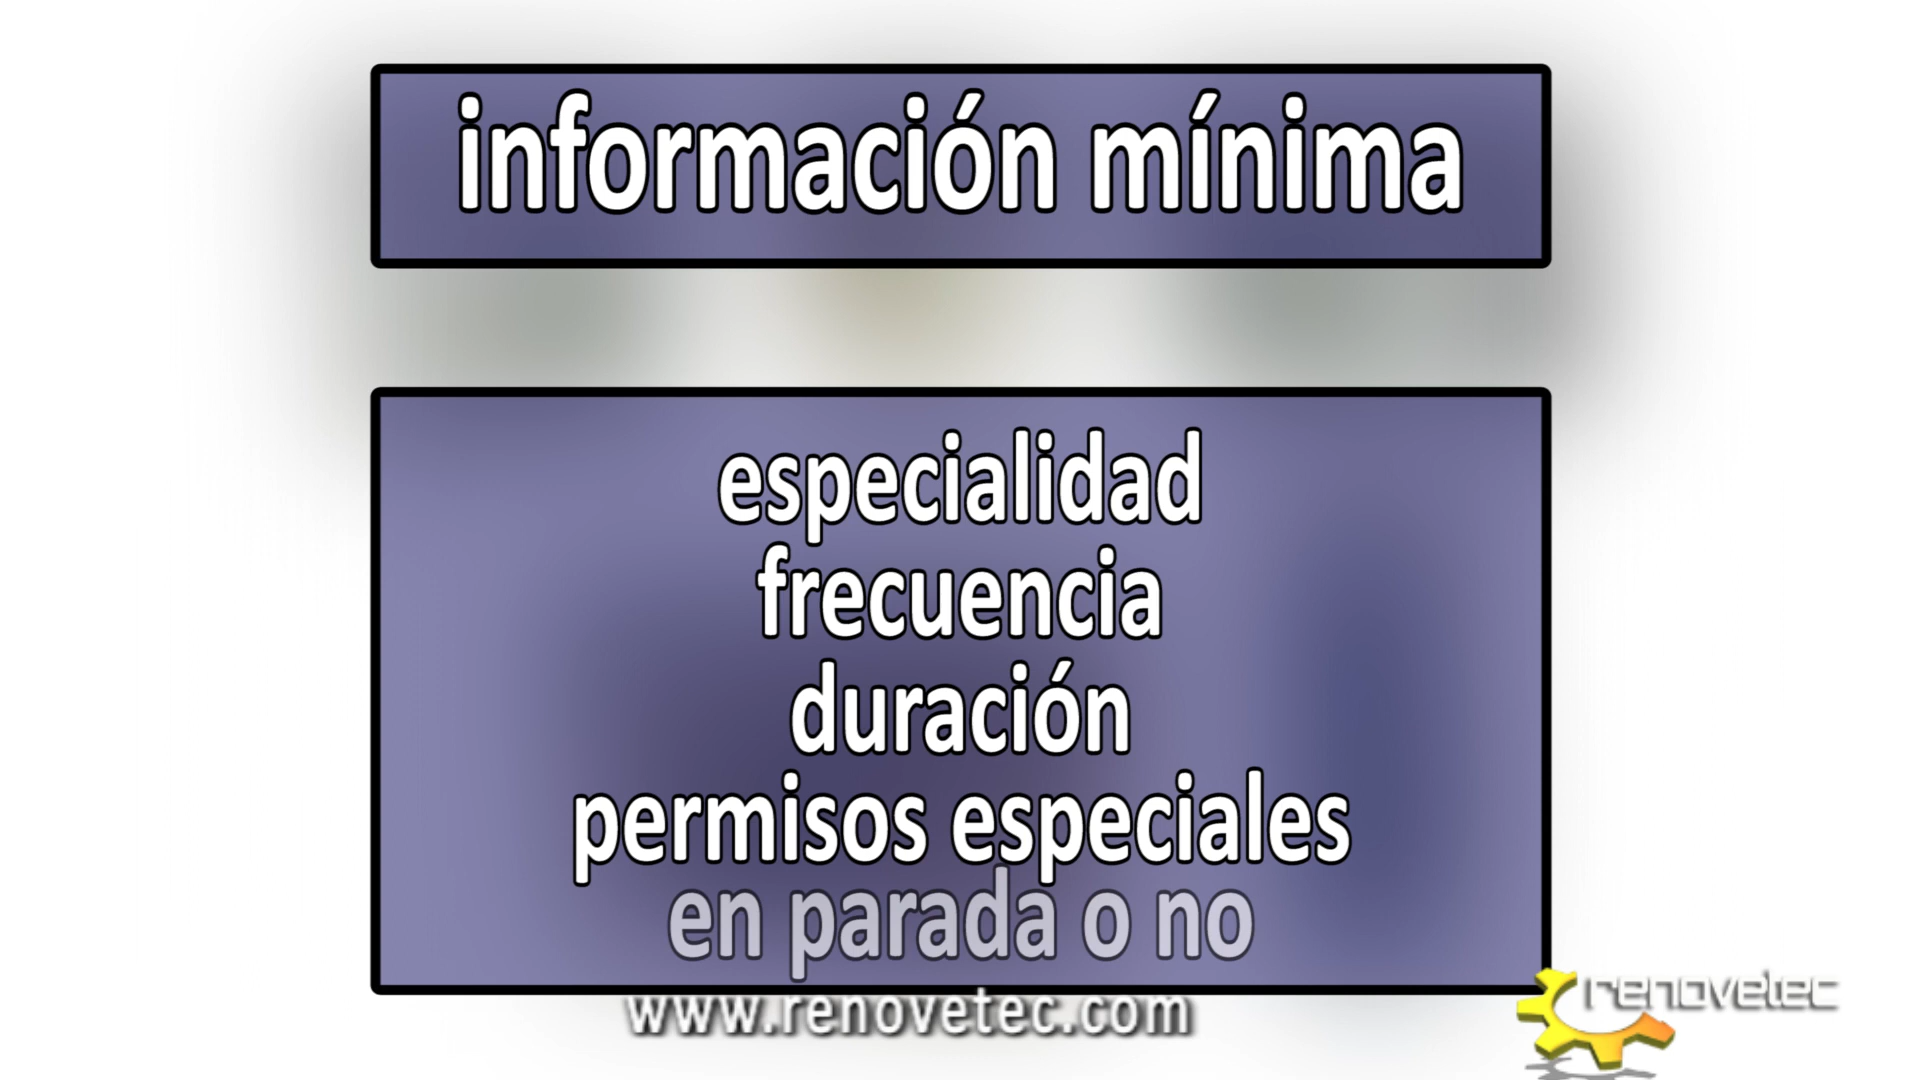 información mínima
especialidad
frecuencia
duración
permisos especiales
en parada o no
www.renovetec.com
renovetec